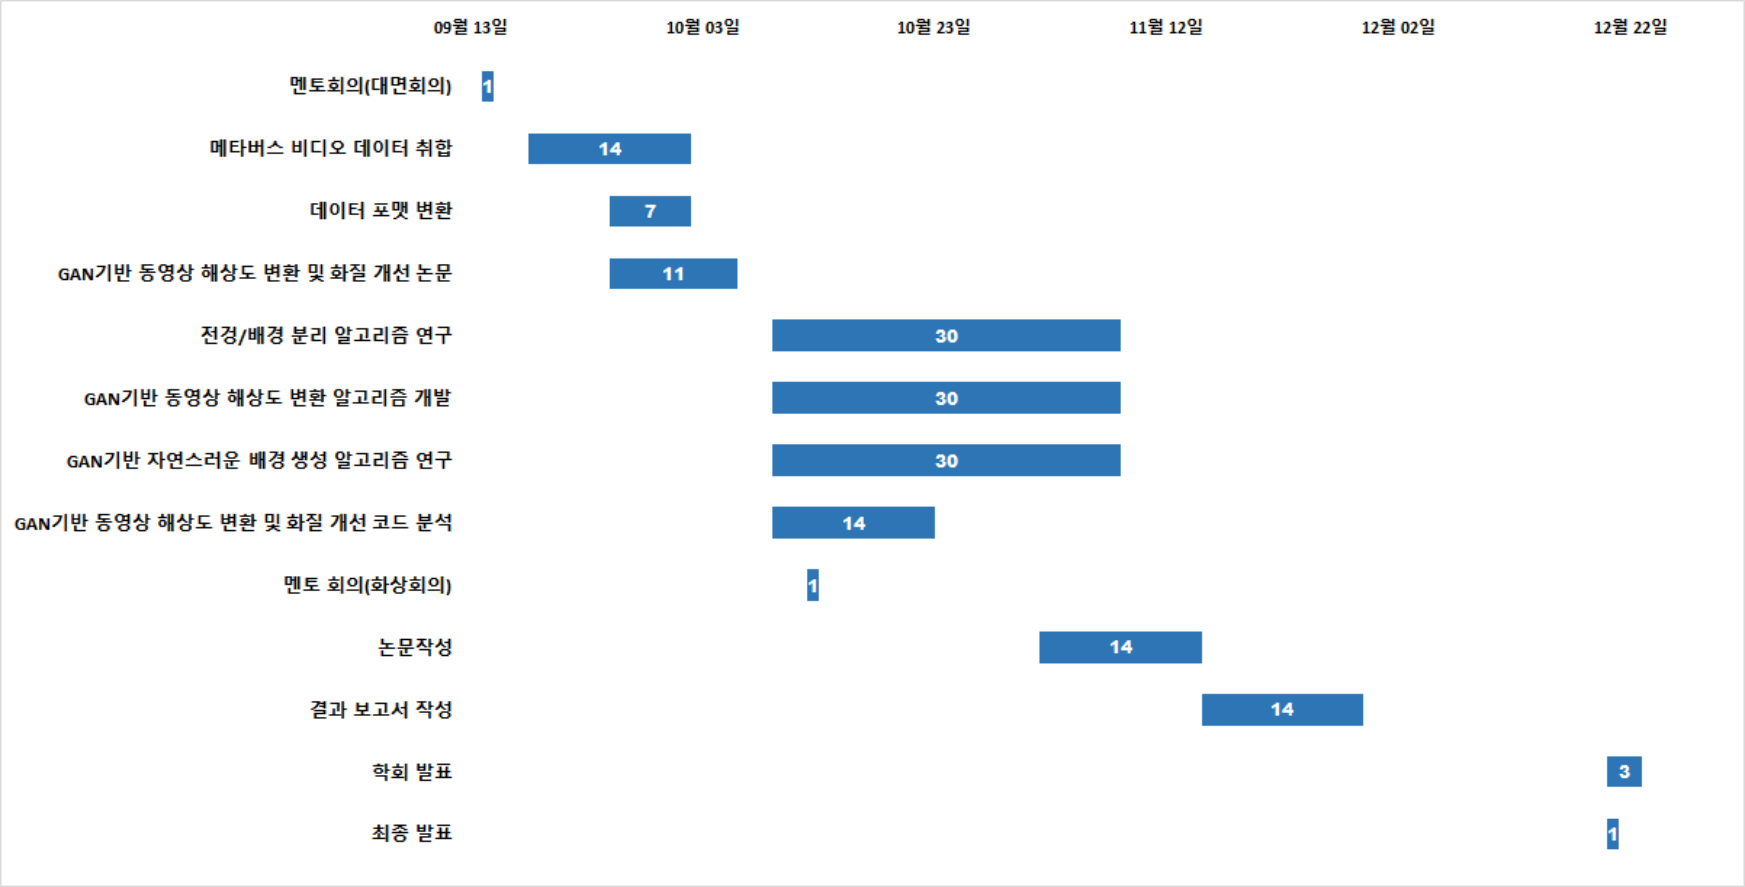 09월 13일 10월 03일 10월 23일 11월 12일 12월 02일 12월 22일
멘토회의(대면회의) 1
메타버스 비디오 데이터 취합 14
데이터 포맷 변환 7
GAN기반 동영상 해상도 변환 및 화질 개선 논문 11
전경/배경 분리 알고리즘 연구 30
GAN기반 동영상 해상도 변환 알고리즘 개발 30
GAN기반 자연스러운 배경 생성 알고리즘 연구 30
GAN기반 동영상 해상도 변환 및 화질 개선 코드 분석 14
멘토 회의(화상회의) 1
논문작성 14
결과 보고서 작성 14
학회 발표 3
최종 발표 1